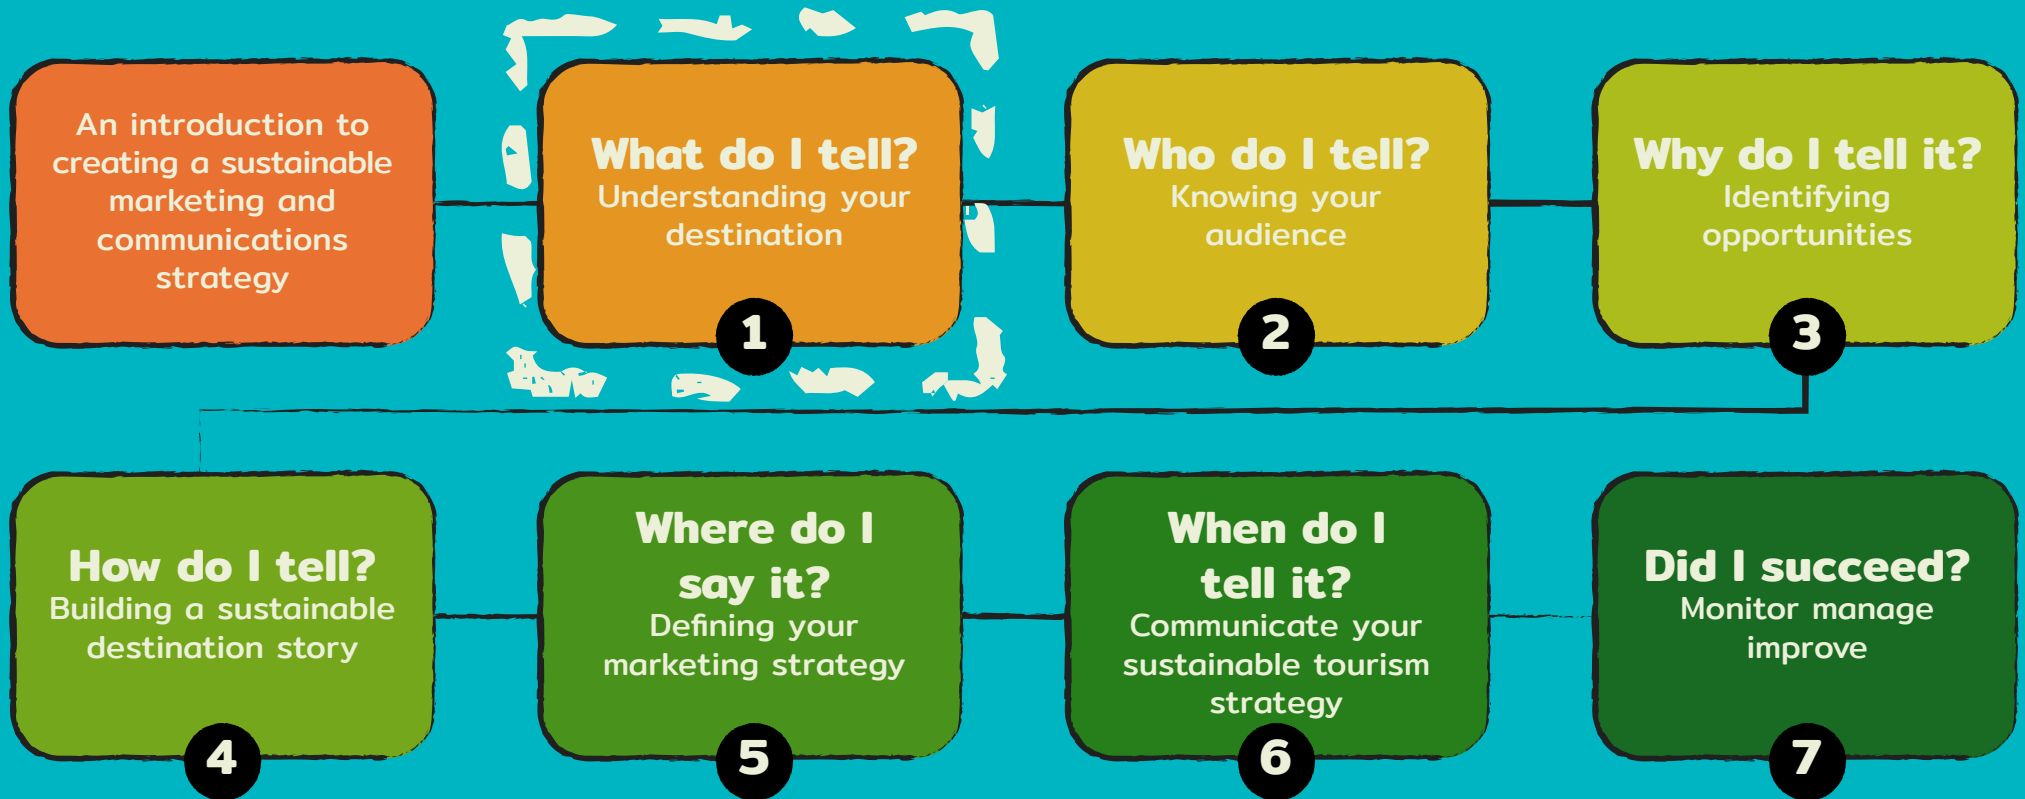 An introduction to
creating a sustainable
marketing and
communications
strategy
What do I tell?
Understanding your
destination
1
Who do I tell?
Knowing your
audience
2
Why do I tell it?
Identifying
opportunities
3
How do I tell?
Building a sustainable
destination story
4
Where do I
say it?
Defining your
marketing strategy
5
When do I
tell it?
Communicate your
sustainable tourism
strategy
6
Did I succeed?
Monitor manage
improve
7